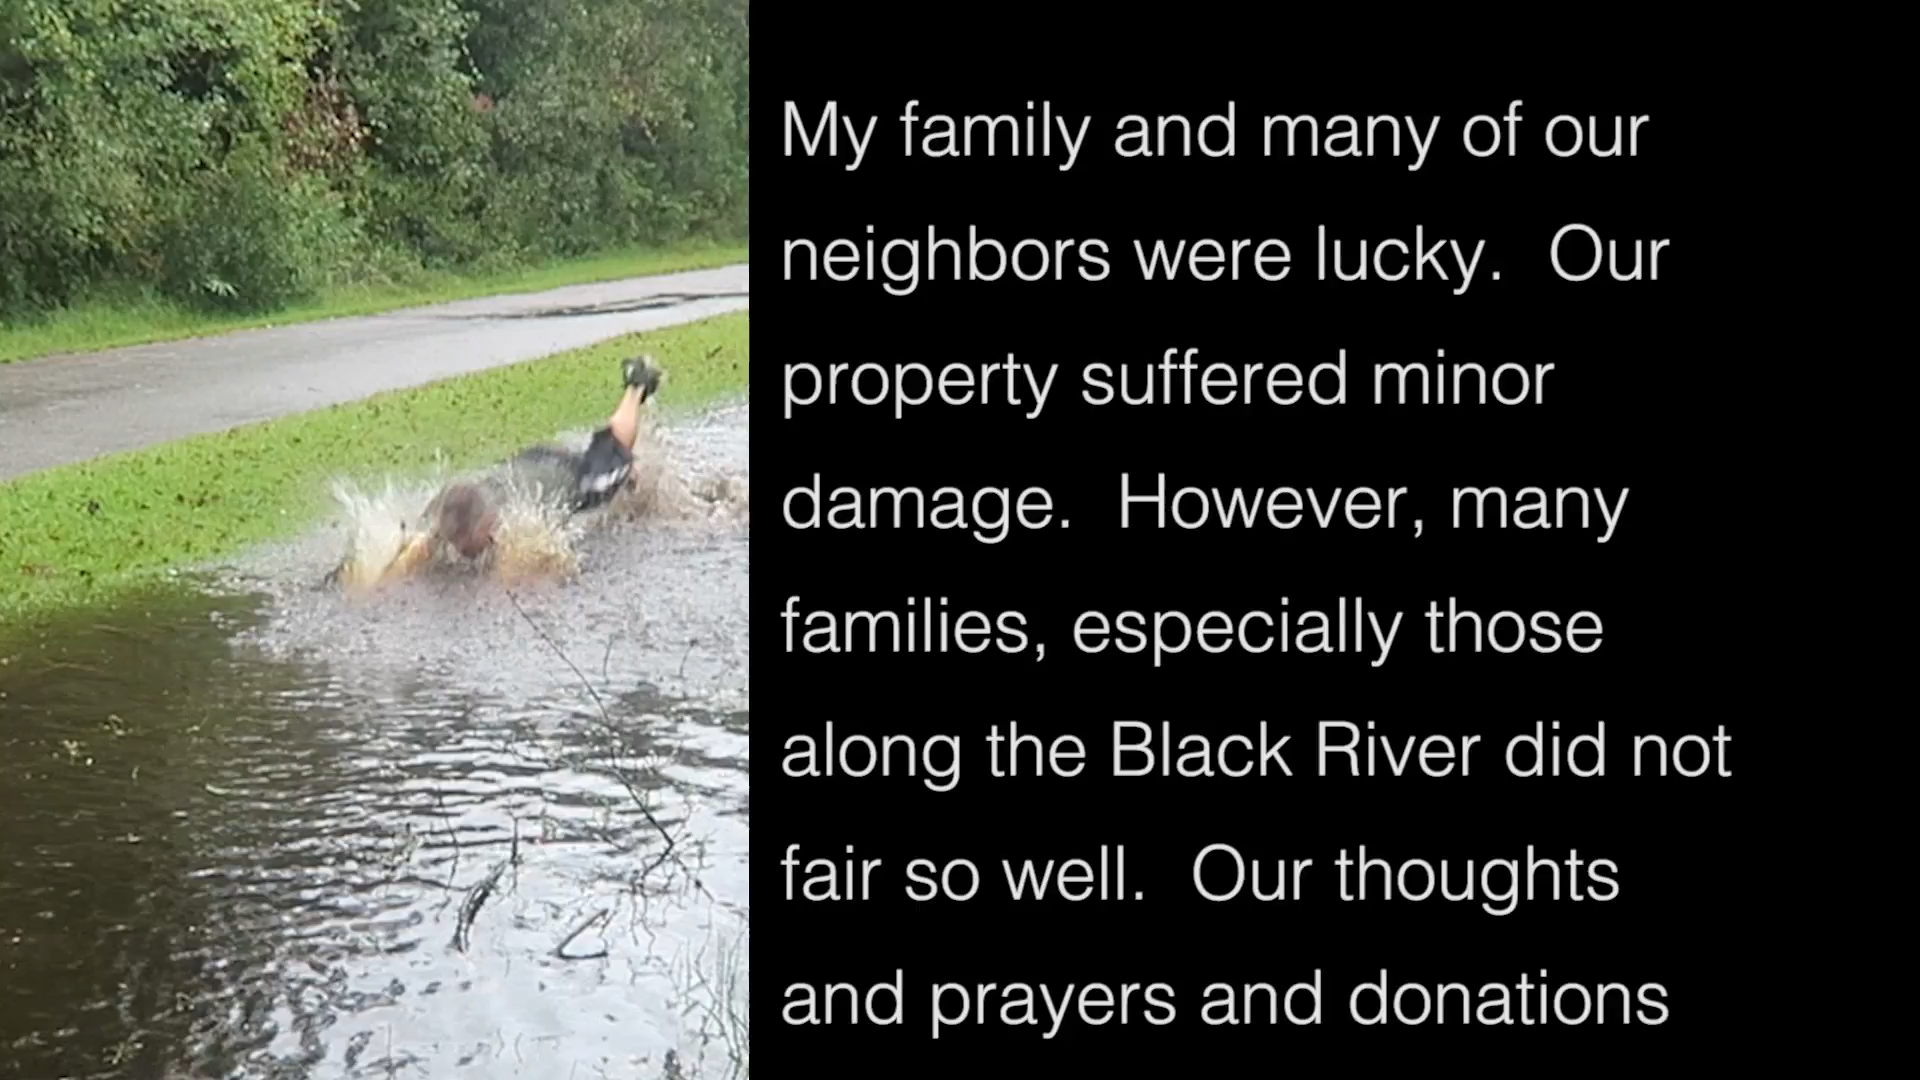 My family and many of our
neighbors were lucky.  Our
property suffered minor
damage.  However, many
families, especially those
along the Black River did not
fair so well.  Our thoughts
and prayers and donations